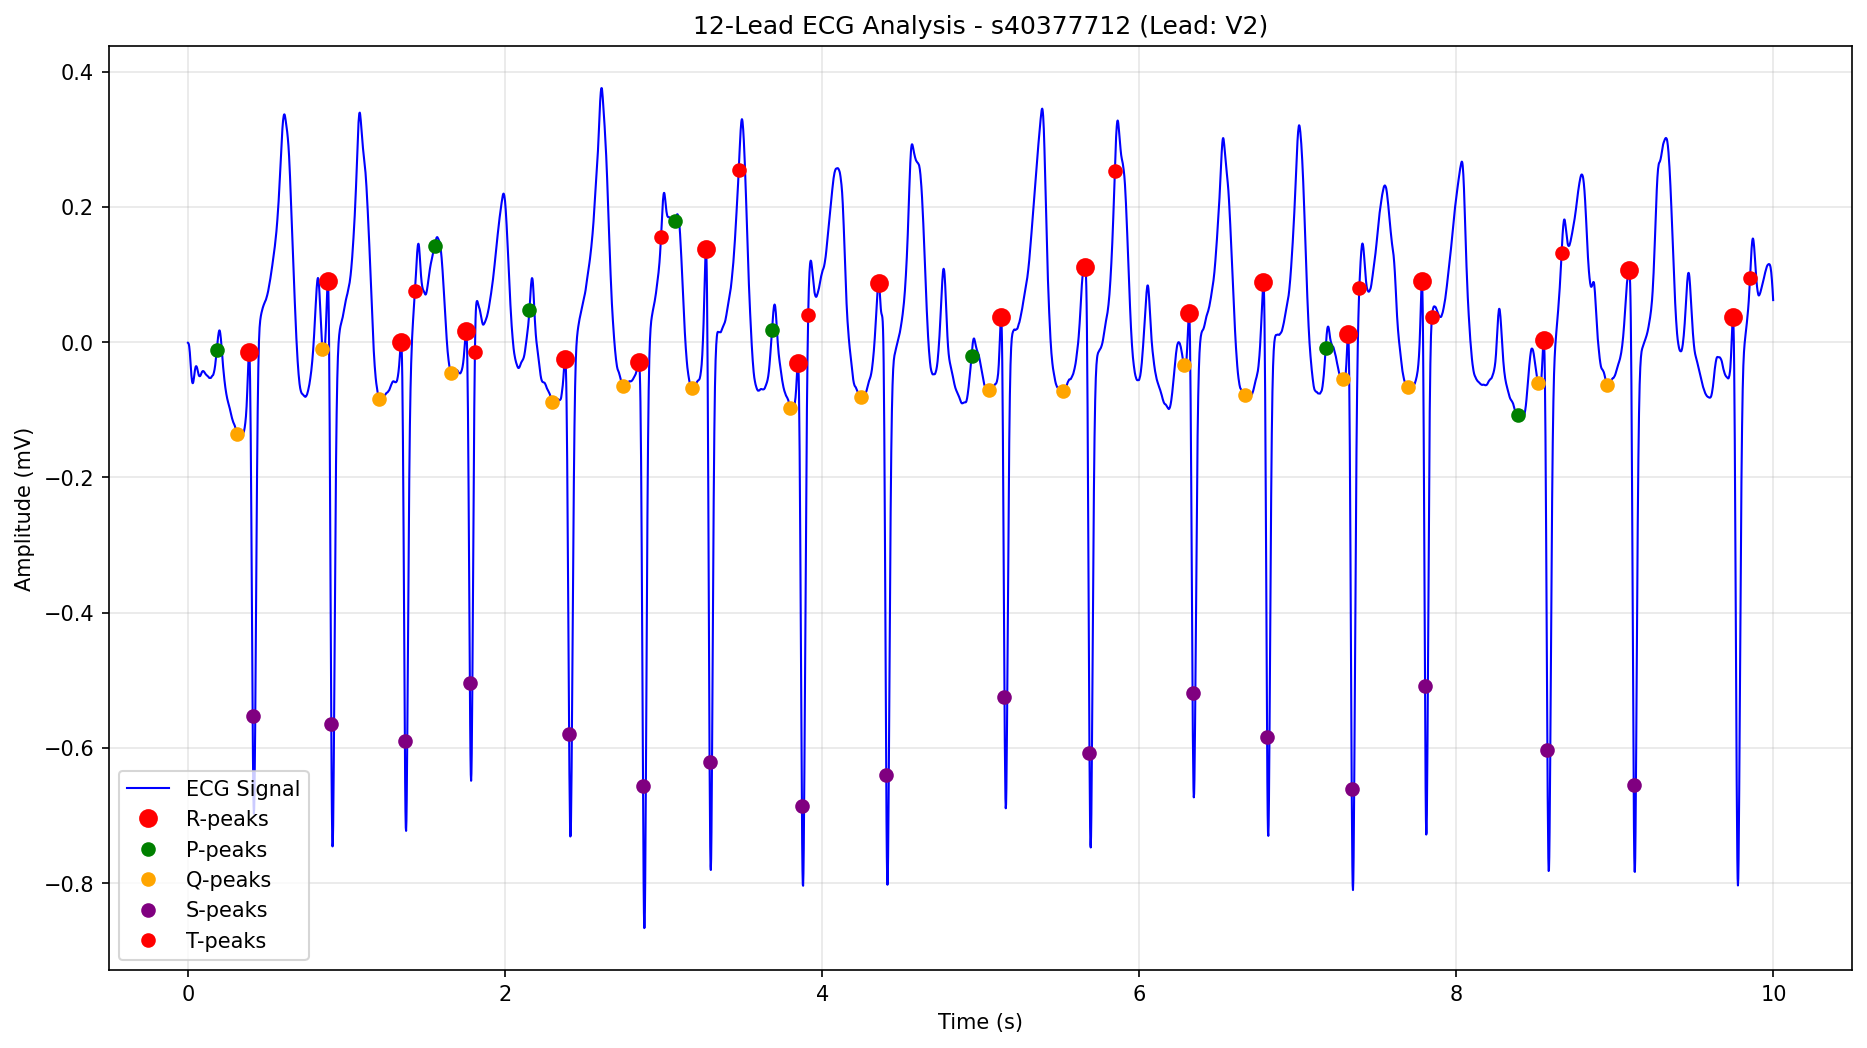 12-Lead ECG Analysis - s40377712 (Lead: V2)
Amplitude (mV)
0.4
0.2
0.0
−0.2
−0.4
−0.6
−0.8
ECG Signal
R-peaks
P-peaks
Q-peaks
S-peaks
T-peaks
0 2 4 6 8 10
Time (s)